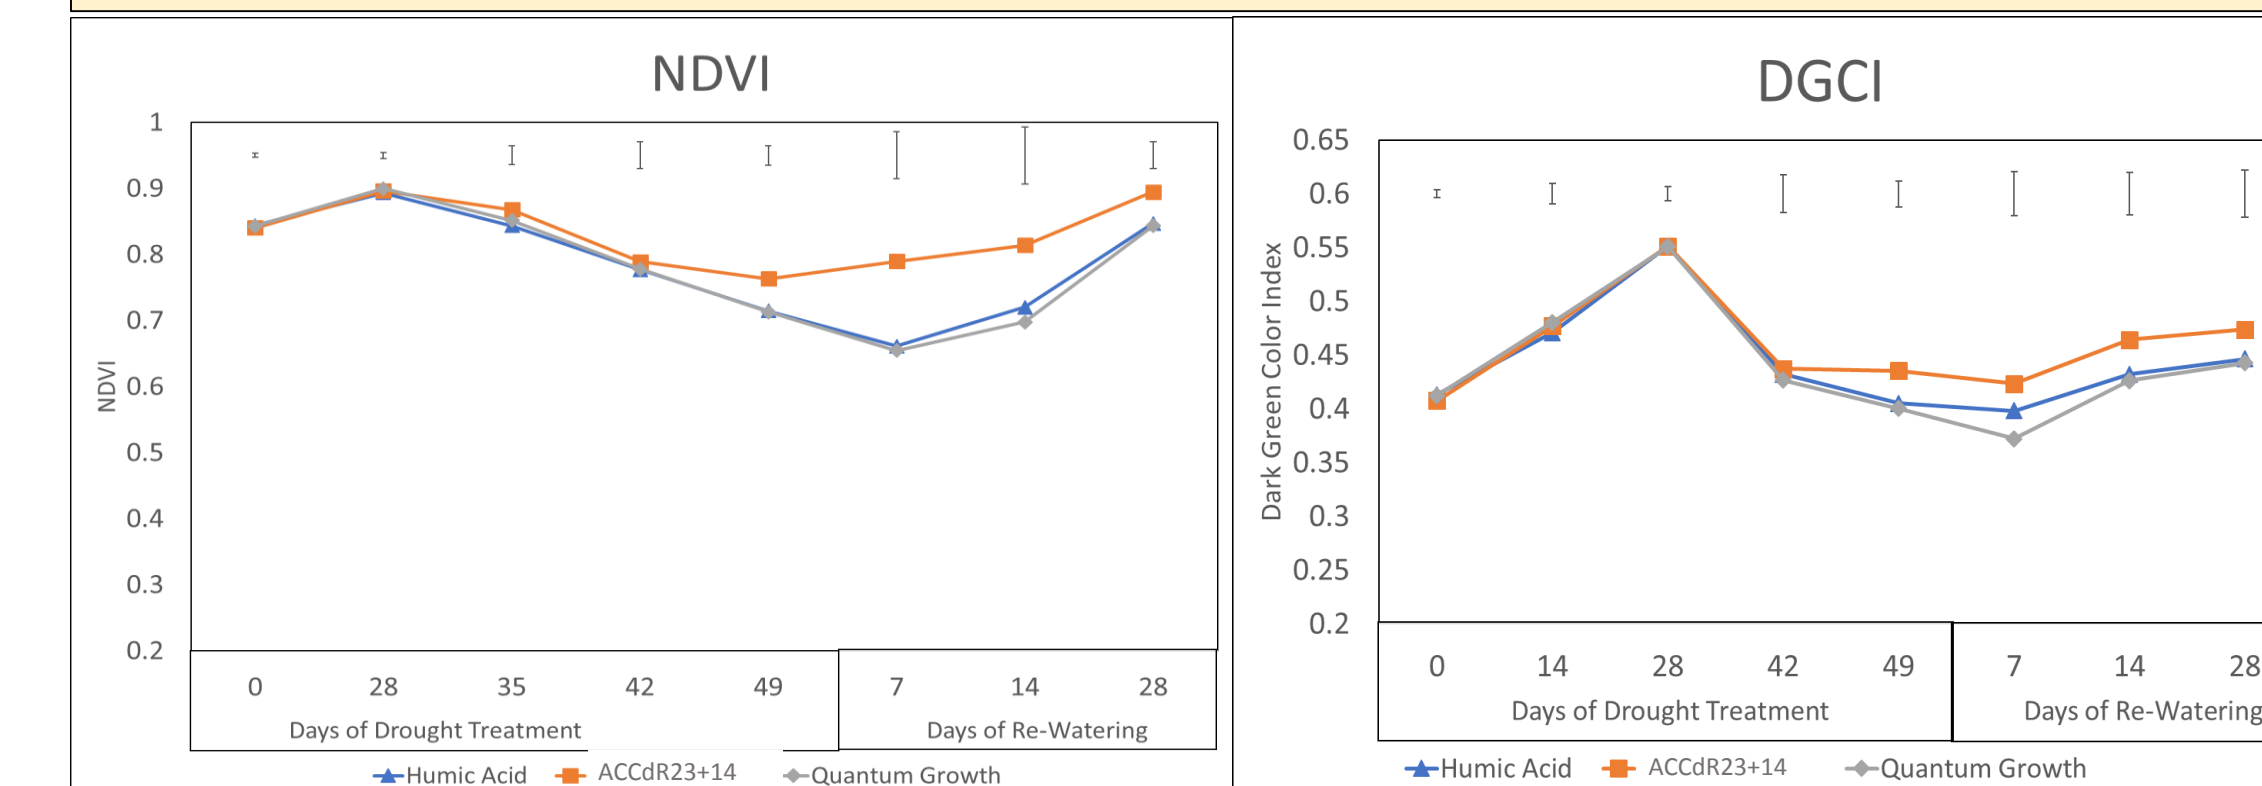 NDVI
1
0.9
0.8
0.7
0.6
0.5
0.4
0.3
0.2
NDVI
0 28 35 42 49 7 14 28
Days of Drought Treatment Days of Re-Watering
Humic Acid ACCdR23+14 Quantum Growth
DGCI
0.65
0.6
0.55
0.5
0.45
0.4
0.35
0.3
0.25
0.2
Dark Green Color Index
0 14 28 42 49 7 14 28
Days of Drought Treatment Days of Re-Watering
Humic Acid ACCdR23+14 Quantum Growth